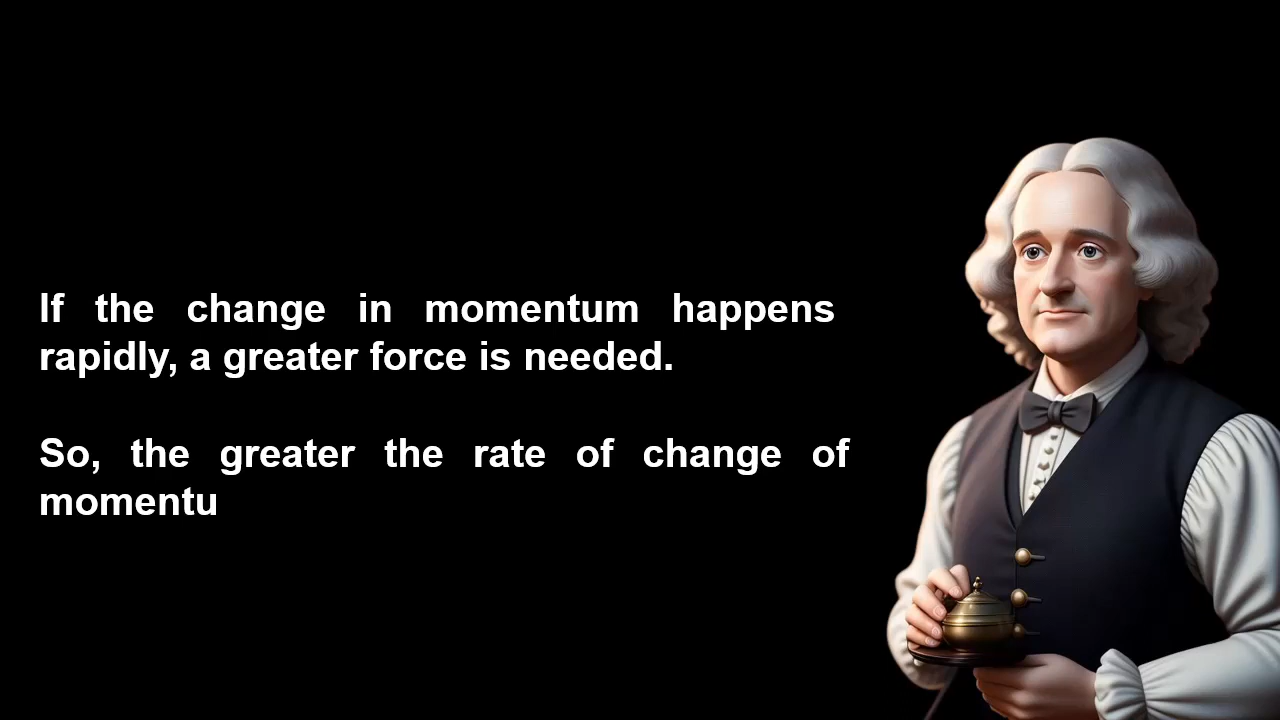 If the change in momentum happens
rapidly, a greater force is needed.
So, the greater the rate of change of
momentu